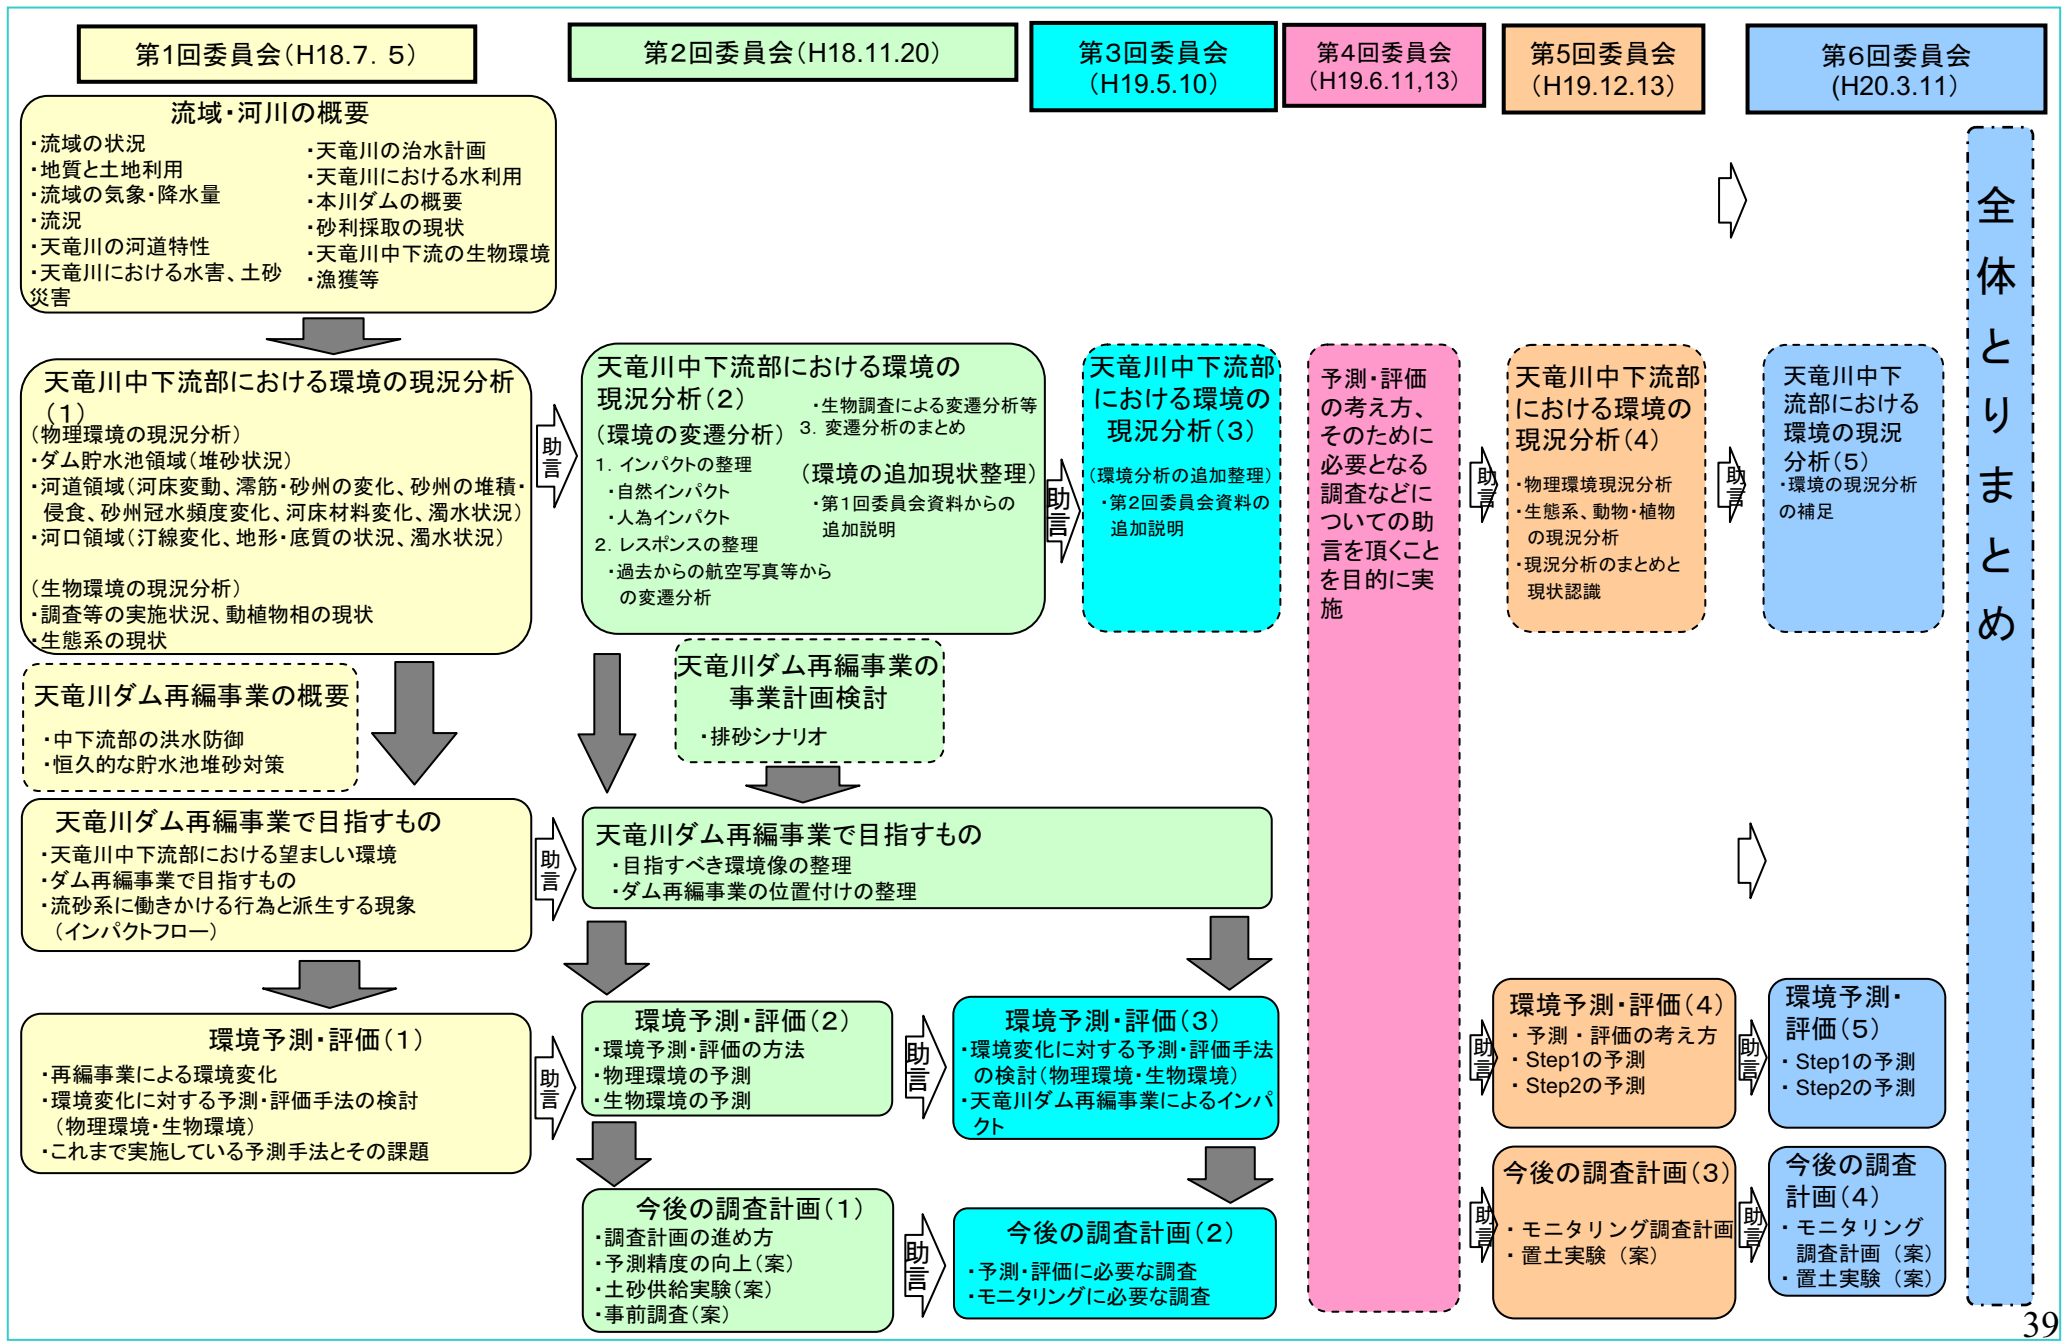 第1回委員会(H18.7. 5)
第2回委員会(H18.11.20)
第3回委員会
(H19.5.10)
第4回委員会
(H19.6.11,13)
第5回委員会
(H19.12.13)
第6回委員会
(H20.3.11)
流域・河川の概要
・流域の状況
・地質と土地利用
・流域の気象・降水量
・流況
・天竜川の河道特性
・天竜川における水害、土砂
災害
・天竜川の治水計画
・天竜川における水利用
・本川ダムの概要
・砂利採取の現状
・天竜川中下流の生物環境
・漁獲等
天竜川中下流部における環境の現況分析
(1)
(物理環境の現況分析)
・ダム貯水池領域(堆砂状況)
・河道領域(河床変動、澪筋・砂州の変化、砂州の堆積・
侵食、砂州冠水頻度変化、河床材料変化、濁水状況)
・河口領域(汀線変化、地形・底質の状況、濁水状況)
(生物環境の現況分析)
・調査等の実施状況、動植物相の現状
・生態系の現状
助言
天竜川中下流部における環境の
現況分析(2)
(環境の変遷分析)
1. インパクトの整理
・自然インパクト
・人為インパクト
2. レスポンスの整理
・過去からの航空写真等から
の変遷分析
・生物調査による変遷分析等
3. 変遷分析のまとめ
(環境の追加現状整理)
・第1回委員会資料からの
追加説明
助言
天竜川中下流部
における環境の
現況分析(3)
(環境分析の追加整理)
・第2回委員会資料の
追加説明
予測・評価
の考え方、
そのために
必要となる
調査などに
ついての助
言を頂くこと
を目的に実
施
助言
天竜川中下流部
における環境の
現況分析(4)
・物理環境現況分析
・生態系、動物・植物
の現況分析
・現況分析のまとめと
現状認識
助言
天竜川中下
流部における
環境の現況
分析(5)
・環境の現況分析
の補足
全体とりまとめ
天竜川ダム再編事業の概要
・中下流部の洪水防御
・恒久的な貯水池堆砂対策
天竜川ダム再編事業の
事業計画検討
・排砂シナリオ
天竜川ダム再編事業で目指すもの
・天竜川中下流部における望ましい環境
・ダム再編事業で目指すもの
・流砂系に働きかける行為と派生する現象
(インパクトフロー)
助言
天竜川ダム再編事業で目指すもの
・目指すべき環境像の整理
・ダム再編事業の位置付けの整理
環境予測・評価(1)
・再編事業による環境変化
・環境変化に対する予測・評価手法の検討
(物理環境・生物環境)
・これまで実施している予測手法とその課題
助言
環境予測・評価(2)
・環境予測・評価の方法
・物理環境の予測
・生物環境の予測
助言
環境予測・評価(3)
・環境変化に対する予測・評価手法
の検討(物理環境・生物環境)
・天竜川ダム再編事業によるインパ
クト
助言
環境予測・評価(4)
・予測・評価の考え方
・Step1の予測
・Step2の予測
助言
環境予測・
評価(5)
・Step1の予測
・Step2の予測
今後の調査計画(1)
・調査計画の進め方
・予測精度の向上(案)
・土砂供給実験(案)
・事前調査(案)
助言
今後の調査計画(2)
・予測・評価に必要な調査
・モニタリングに必要な調査
助言
今後の調査計画(3)
・モニタリング調査計画
・置土実験(案)
助言
今後の調査
計画(4)
・モニタリング
調査計画(案)
・置土実験(案)
39